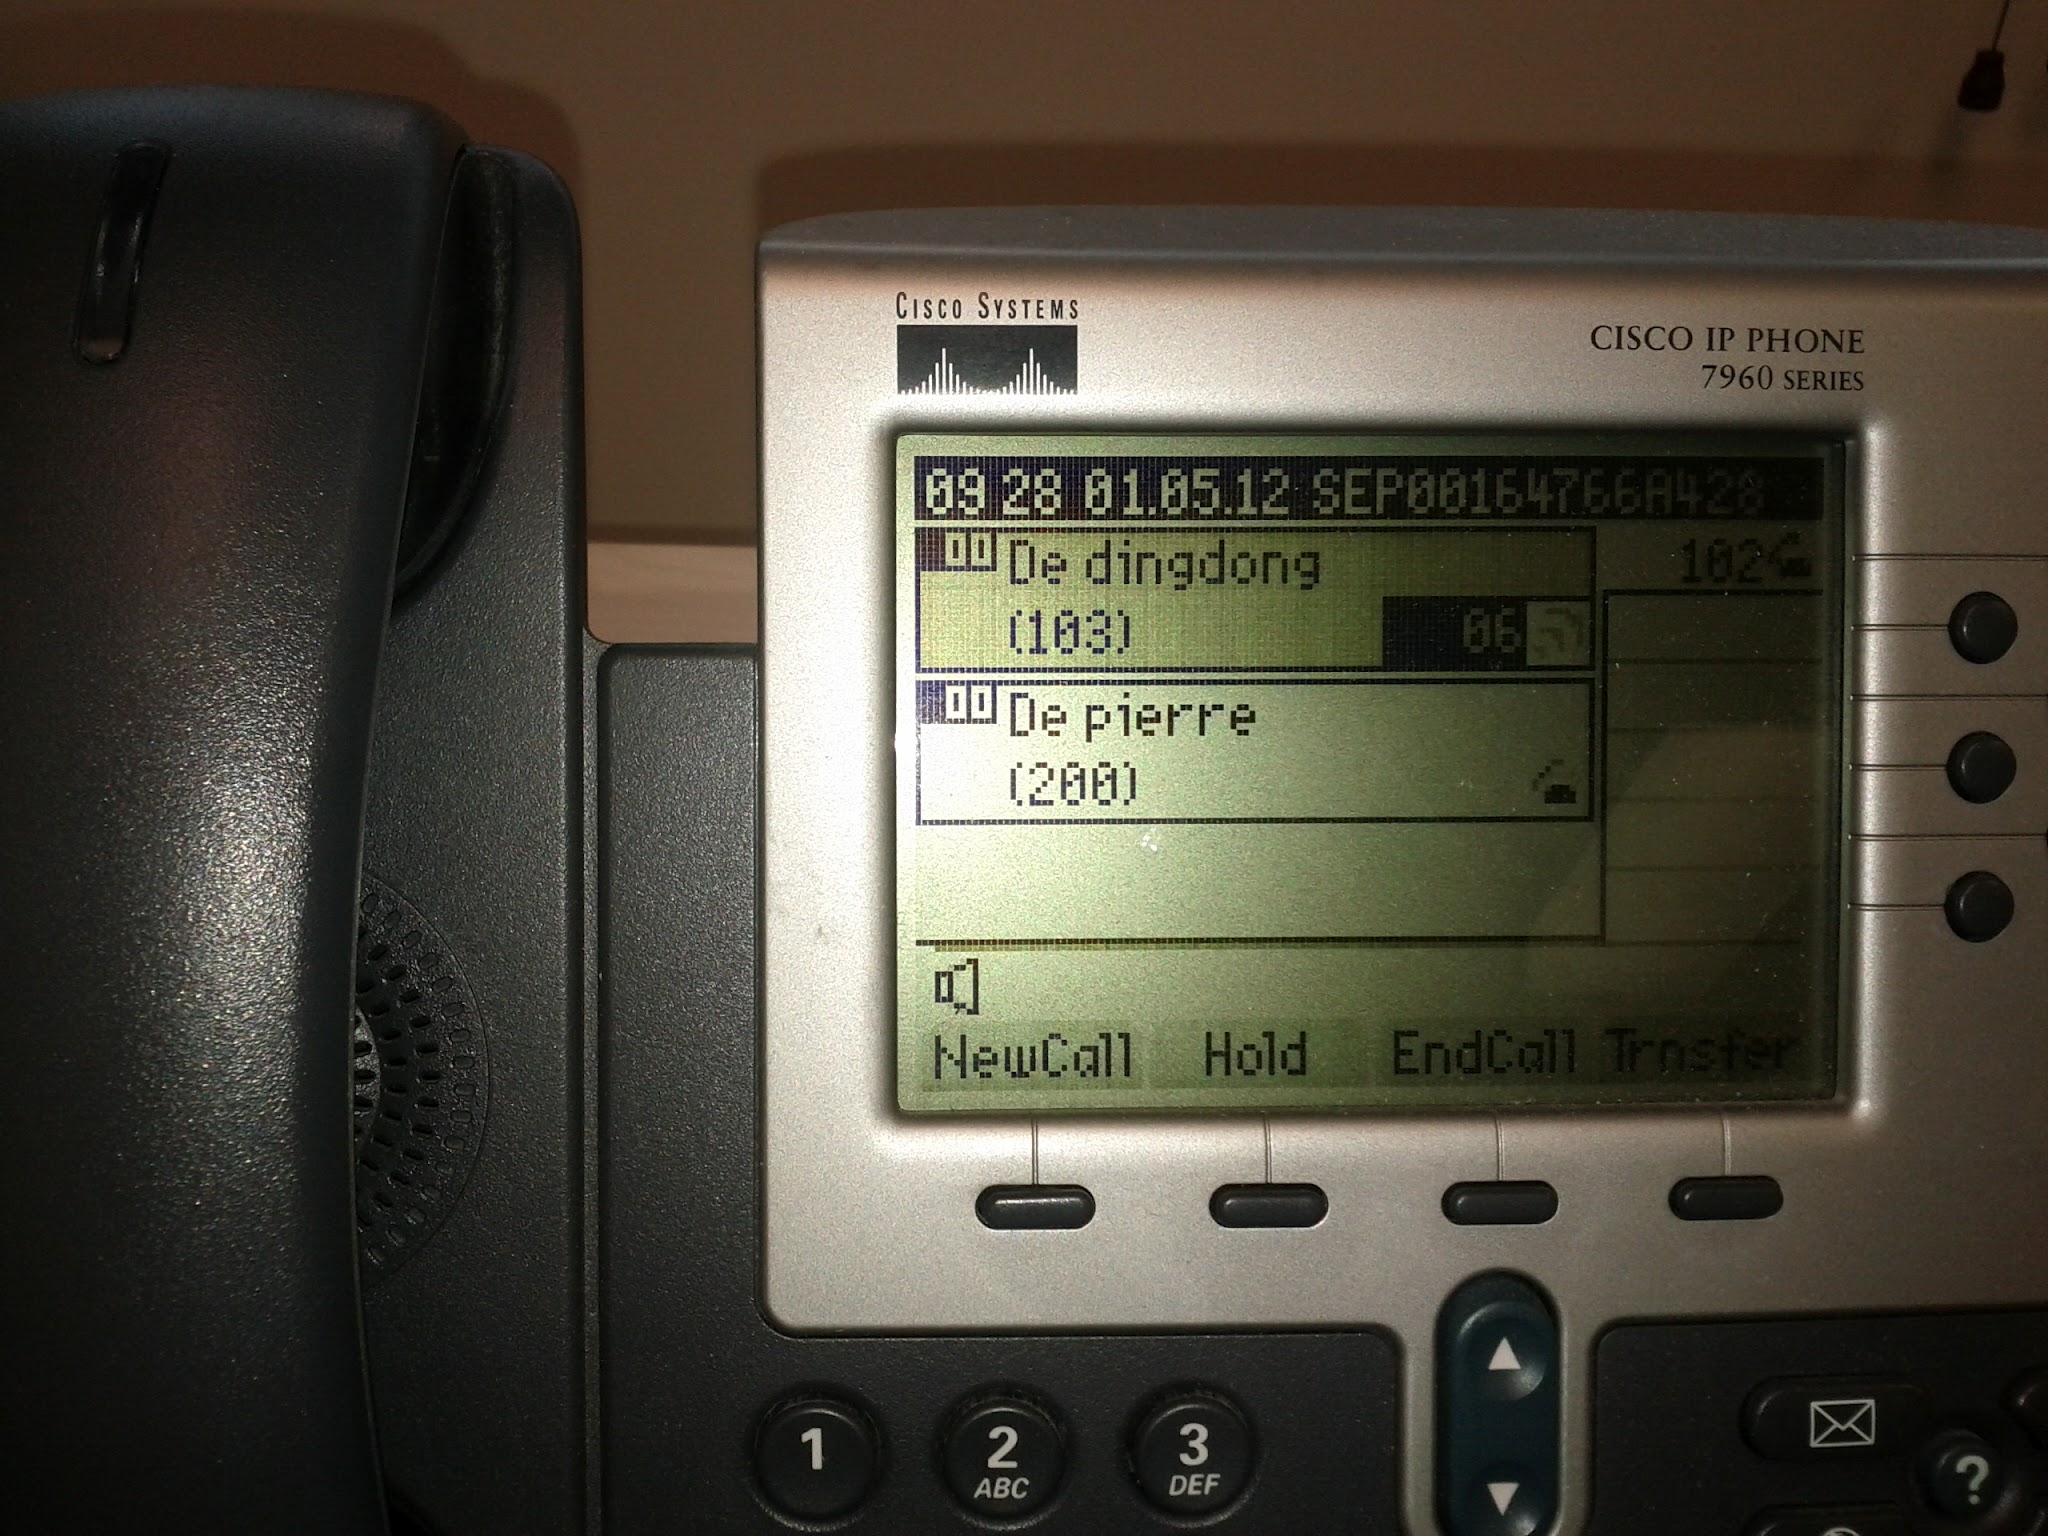 CISCO SYSTEMS
CISCO IP PHONE
7960 SERIES
09 28 01.05.12 SEP00164766A428
De dingdong
102
(103)
06
De pierre
(200)
NewCall Hold EndCall Trnsfer
1 2 3
ABC DEF
?